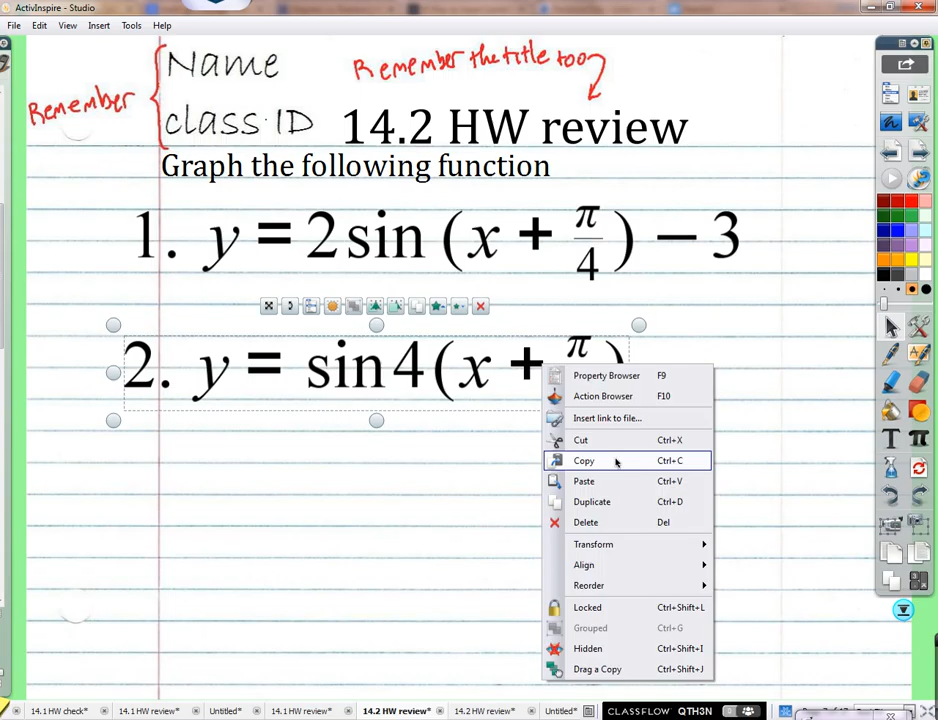 ActivInspire - Studio
File Edit View Insert Tools Help
Name
Remember the title too
Remember
class ID
14.2 HW review
Graph the following function
1. y = 2 sin (x + π/4) − 3
2. y = sin 4(x + π
Property Browser F9
Action Browser F10
Insert link to file...
Cut Ctrl+X
Copy Ctrl+C
Paste Ctrl+V
Duplicate Ctrl+D
Delete Del
Transform
Align
Reorder
Locked Ctrl+Shift+L
Grouped Ctrl+G
Hidden Ctrl+Shift+I
Drag a Copy Ctrl+Shift+J
14.1 HW check* 14.1 HW review* Untitled* 14.1 HW review* 14.2 HW review* 14.2 HW review* Untitled* CLASSFLOW QTH3N